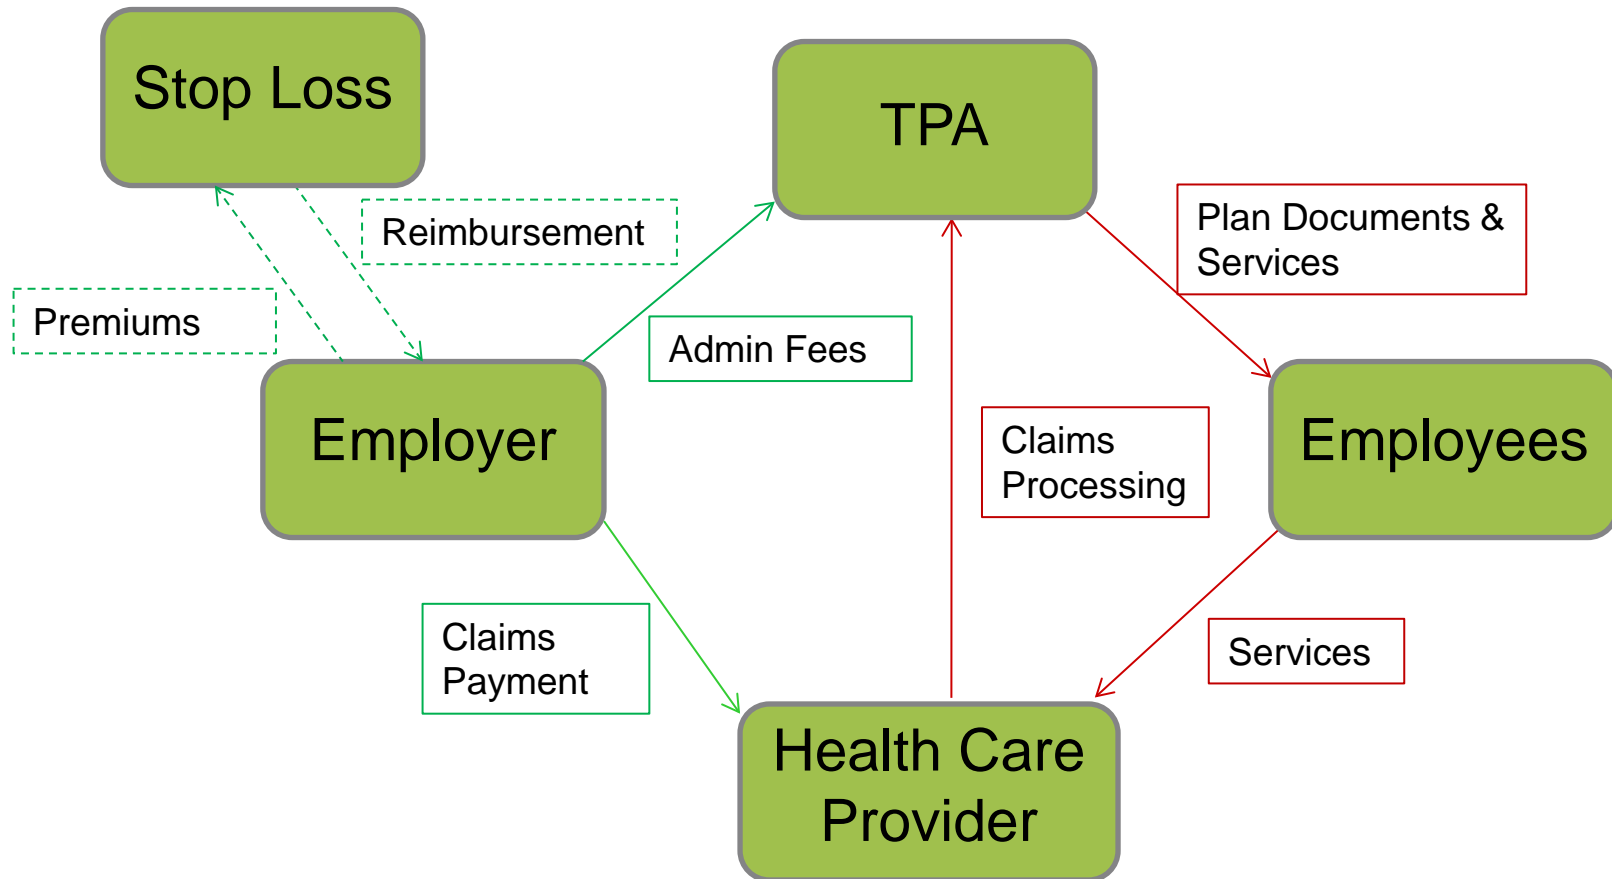 Stop Loss
TPA
Reimbursement
Plan Documents &
Services
Premiums
Admin Fees
Employer
Claims
Processing
Employees
Claims
Payment
Services
Health Care
Provider